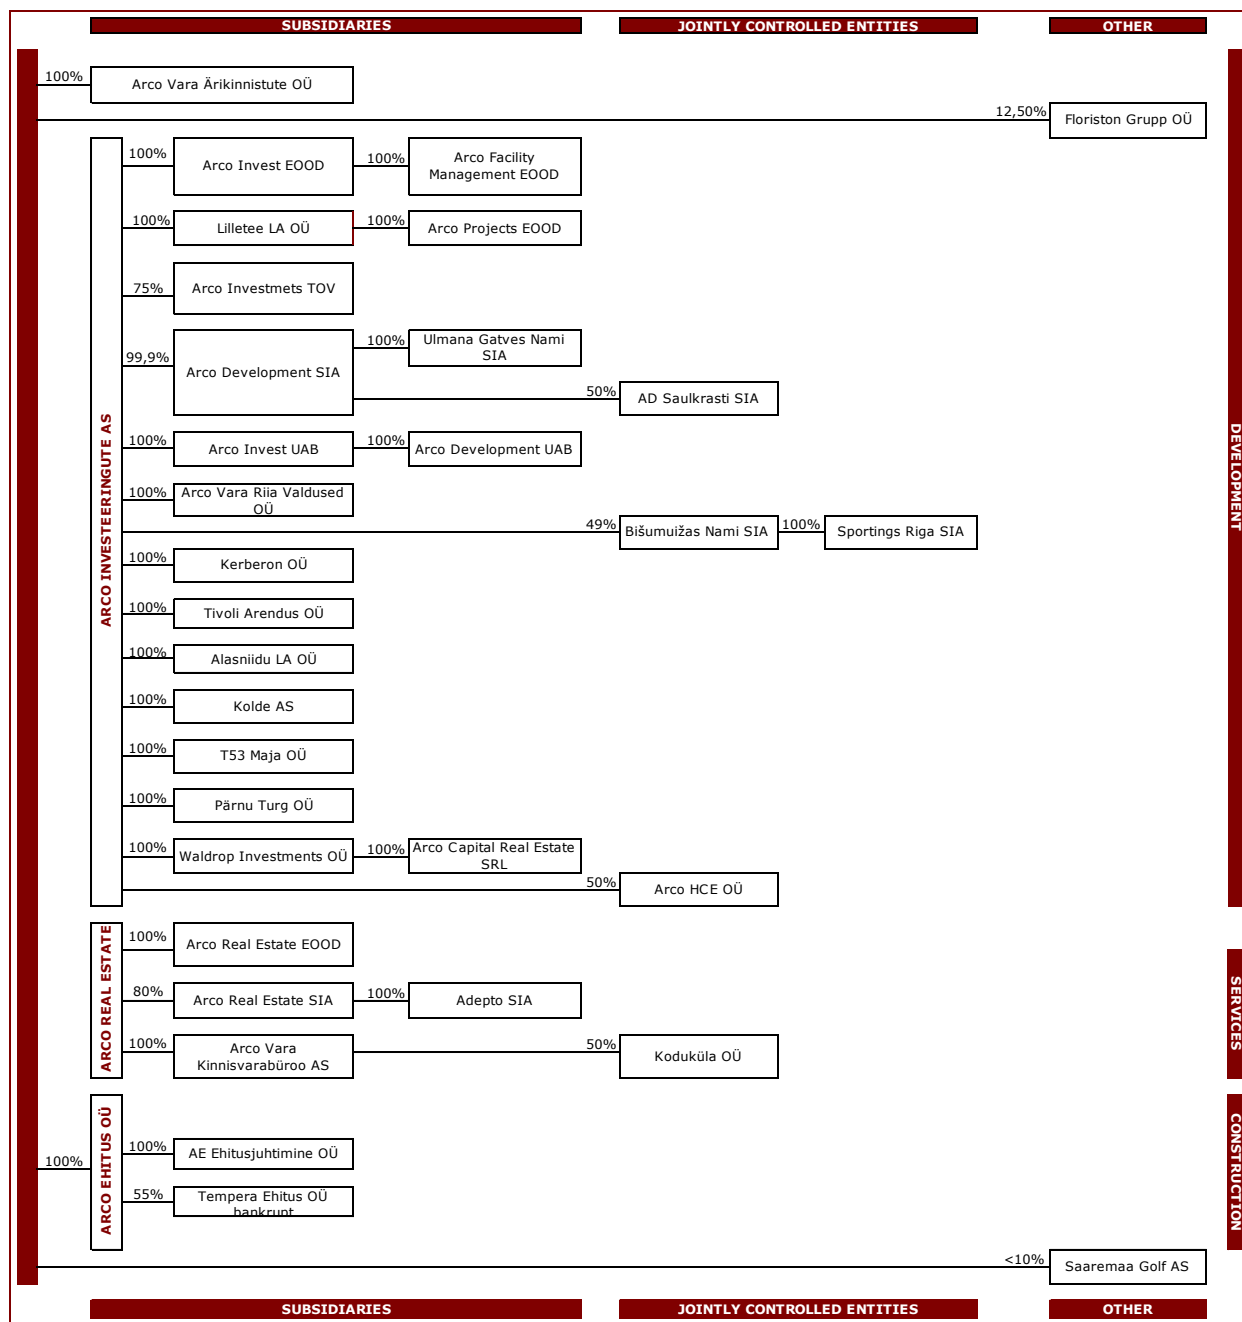 SUBSIDIARIES
JOINTLY CONTROLLED ENTITIES
OTHER
100%
Arco Vara Ärikinnistute OÜ
12,50%
Floriston Grupp OÜ
ARCO INVESTEERINGUTE AS
DEVELOPMENT
100%
Arco Invest EOOD
100%
Arco Facility
Management EOOD
100%
Lilletee LA OÜ
100%
Arco Projects EOOD
75%
Arco Investmets TOV
99,9%
Arco Development SIA
100%
Ulmana Gatves Nami
SIA
50%
AD Saulkrasti SIA
100%
Arco Invest UAB
100%
Arco Development UAB
100%
Arco Vara Riia Valdused
OÜ
49%
Bišumuižas Nami SIA
100%
Sportings Riga SIA
100%
Kerberon OÜ
100%
Tivoli Arendus OÜ
100%
Alasniidu LA OÜ
100%
Kolde AS
100%
T53 Maja OÜ
100%
Pärnu Turg OÜ
100%
Waldrop Investments OÜ
100%
Arco Capital Real Estate
SRL
50%
Arco HCE OÜ
ARCO REAL ESTATE
SERVICES
100%
Arco Real Estate EOOD
80%
Arco Real Estate SIA
100%
Adepto SIA
100%
Arco Vara
Kinnisvarabüroo AS
50%
Koduküla OÜ
100%
ARCO EHITUS OÜ
CONSTRUCTION
100%
AE Ehitusjuhtimine OÜ
55%
Tempera Ehitus OÜ
bankrupt
<10%
Saaremaa Golf AS
SUBSIDIARIES
JOINTLY CONTROLLED ENTITIES
OTHER